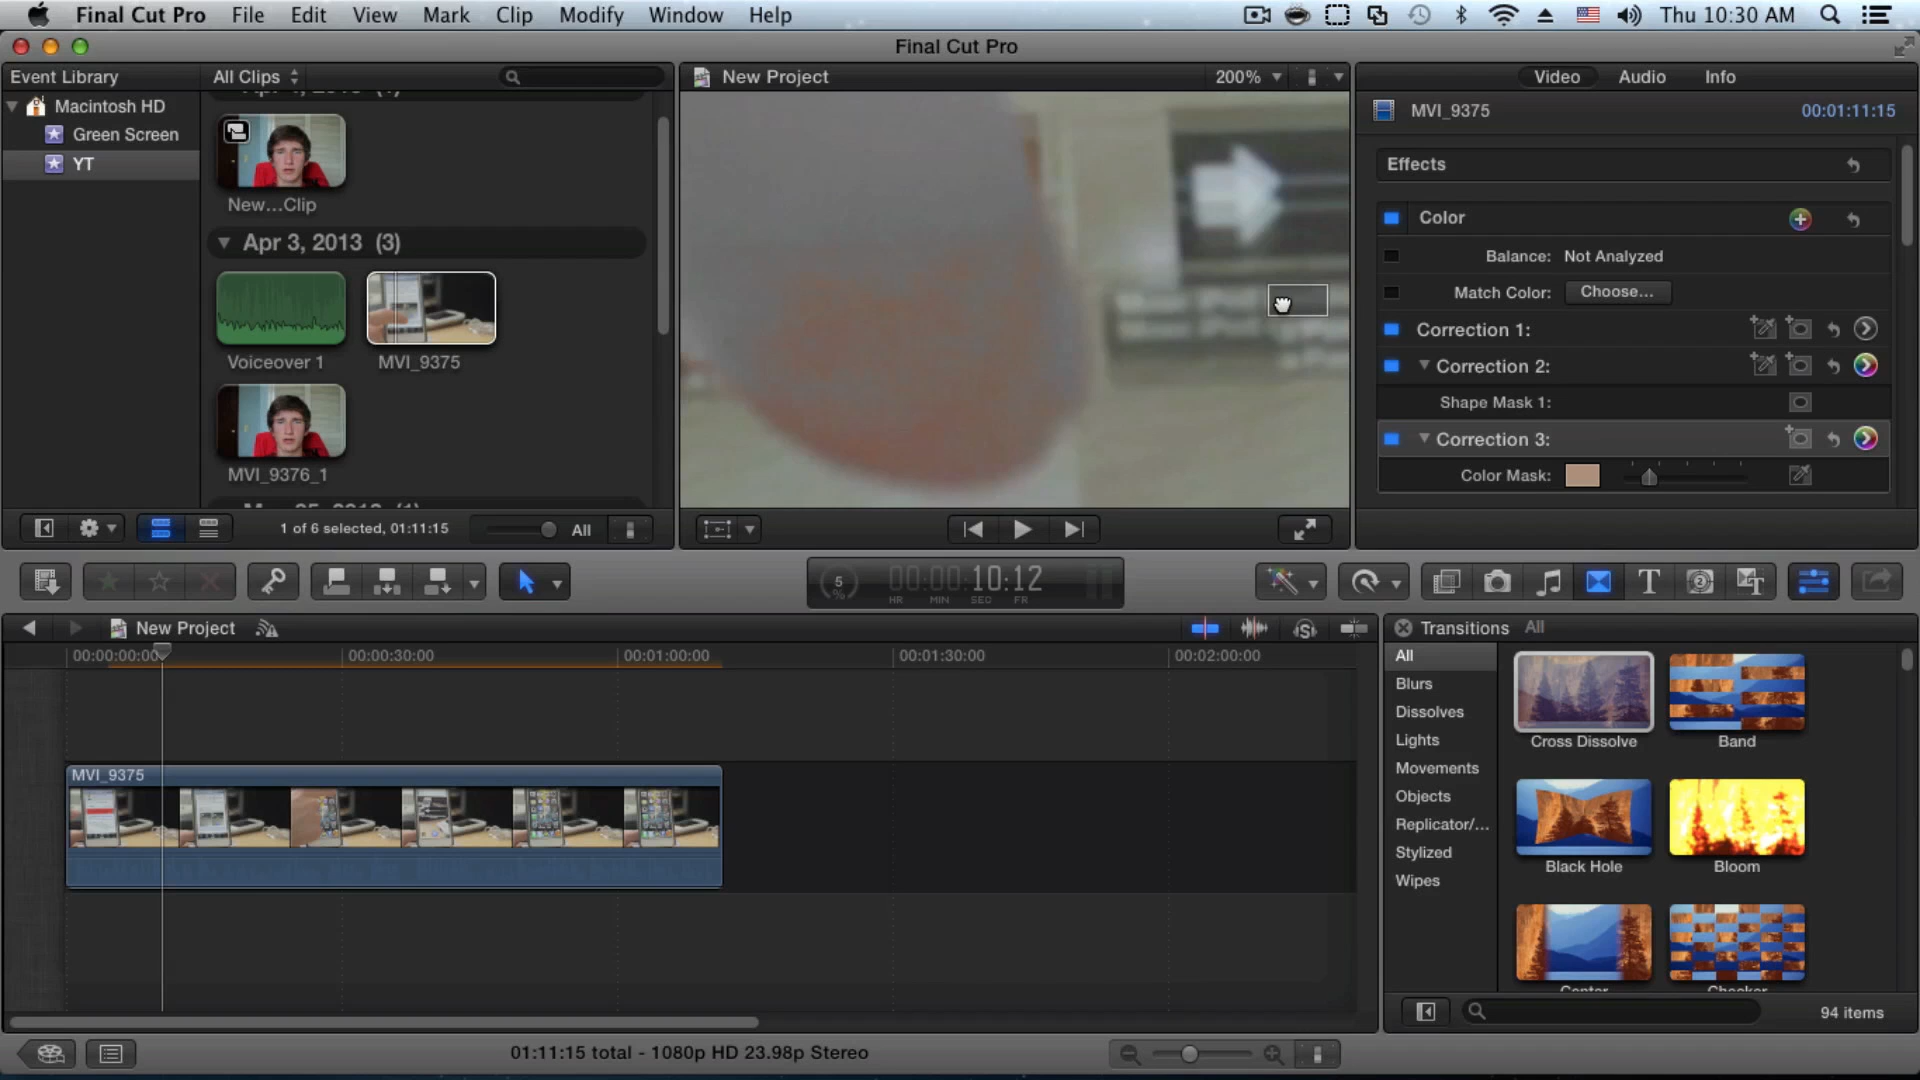 Final Cut Pro File Edit View Mark Clip Modify Window Help Thu 10:30 AM
Final Cut Pro
Event Library All Clips
New Project 200%
Video Audio Info
Macintosh HD
Green Screen
YT
New...Clip
Apr 3, 2013 (3)
Voiceover 1
MVI_9375
MVI_9376_1
1 of 6 selected, 01:11:15 All
MVI_9375 00:01:11:15
Effects
Color
Balance: Not Analyzed
Match Color: Choose...
Correction 1:
Correction 2:
Shape Mask 1:
Correction 3:
Color Mask:
5 % 00:00:10:12
HR MIN SEC FR
New Project
00:00:00:00 00:00:30:00 00:01:00:00 00:01:30:00 00:02:00:00
MVI_9375
Transitions All
All
Blurs
Dissolves
Lights
Movements
Objects
Replicator/...
Stylized
Wipes
Cross Dissolve Band
Black Hole Bloom
Center Checker
94 items
01:11:15 total - 1080p HD 23.98p Stereo